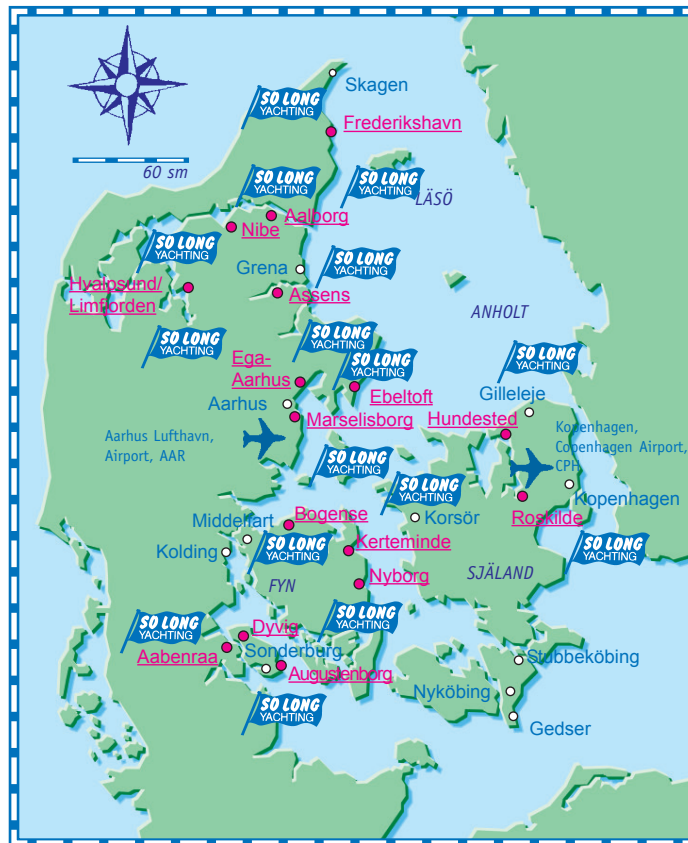 Skagen
SO LONG
YACHTING
Frederikshavn
60 sm
SO LONG
YACHTING
SO LONG
YACHTING
LÄSÖ
Aalborg
Nibe
SO LONG
YACHTING
Grena
SO LONG
YACHTING
Hvalpsund/
Limfjorden
Assens
ANHOLT
SO LONG
YACHTING
SO LONG
YACHTING
SO LONG
YACHTING
SO LONG
YACHTING
Ega-
Aarhus
Ebeltoft
Gilleleje
Aarhus
Marselisborg
Hundested
Aarhus Lufthavn,
Airport, AAR
Kopenhagen,
Copenhagen Airport,
CPH
SO LONG
YACHTING
SO LONG
YACHTING
Kopenhagen
Roskilde
Bogense
Korsör
Middelfart
Kolding
SO LONG
YACHTING
Kerteminde
SO LONG
YACHTING
FYN
Nyborg
SJÄLAND
SO LONG
YACHTING
SO LONG
YACHTING
Dyvig
Aabenraa
Sonderburg
Augustenborg
Stubbeköbing
Nyköbing
SO LONG
YACHTING
Gedser